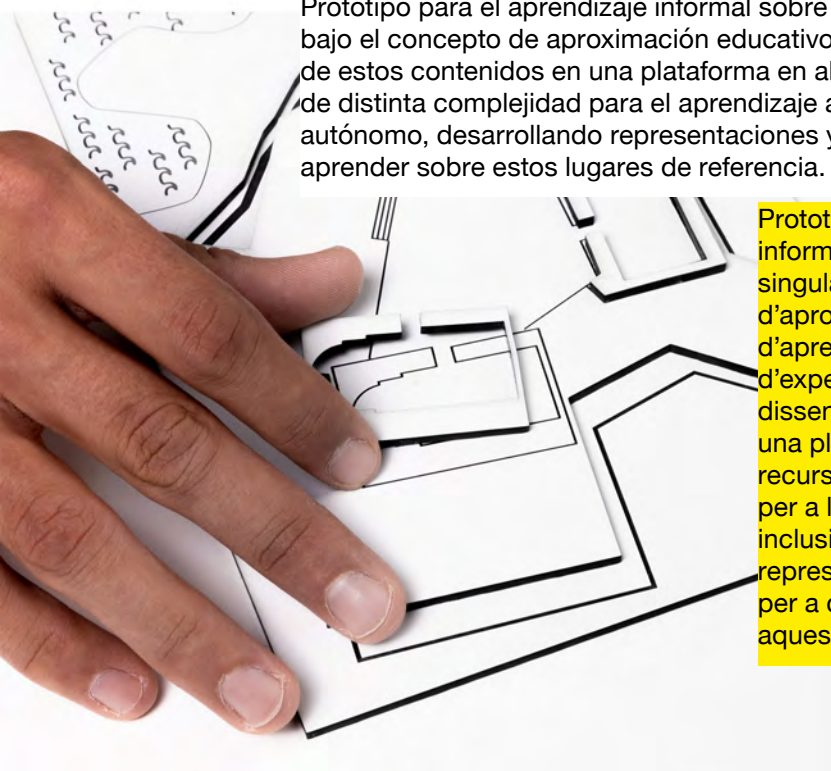 Prototipo para el aprendizaje informal sobre
bajo el concepto de aproximación educativo
de estos contenidos en una plataforma en al
de distinta complejidad para el aprendizaje a
autónomo, desarrollando representaciones y
aprender sobre estos lugares de referencia.
Protot
inform
singula
d'apro
d'apre
d'expe
dissen
una pl
recurs
per a l
inclusi
repres
per a
aques